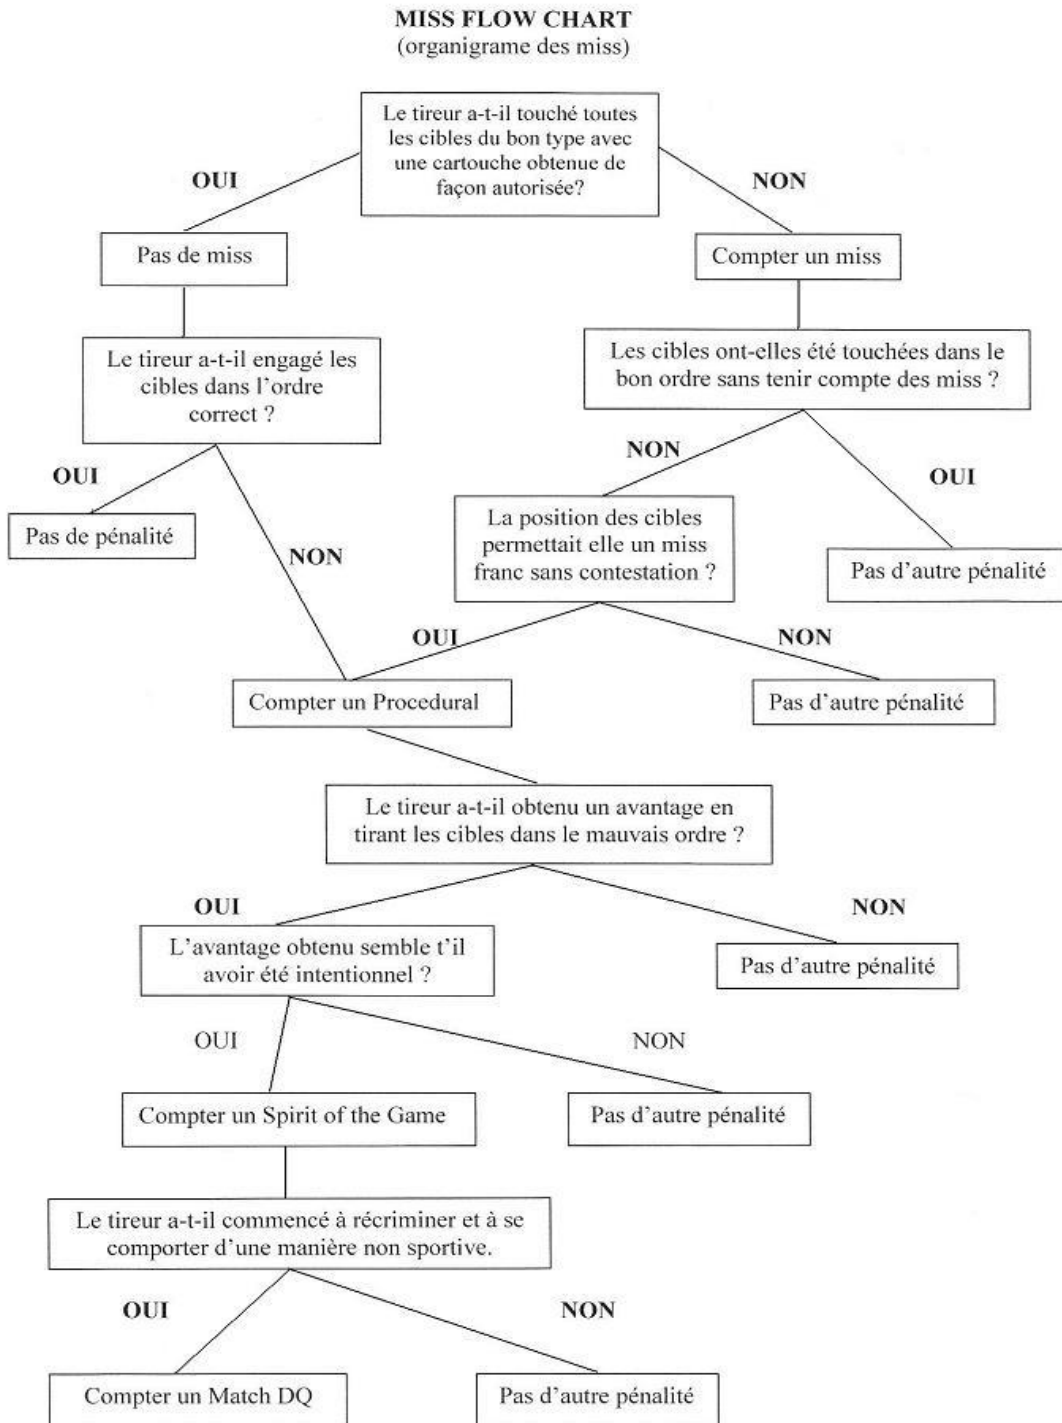 MISS FLOW CHART
(organigrame des miss)
Le tireur a-t-il touché toutes
les cibles du bon type avec
une cartouche obtenue de
façon autorisée?
OUI
NON
Pas de miss
Compter un miss
Le tireur a-t-il engagé les
cibles dans l'ordre
correct ?
Les cibles ont-elles été touchées dans le
bon ordre sans tenir compte des miss ?
OUI
NON
NON
OUI
Pas de pénalité
La position des cibles
permettait elle un miss
franc sans contestation ?
Pas d'autre pénalité
OUI
NON
Compter un Procedural
Pas d'autre pénalité
Le tireur a-t-il obtenu un avantage en
tirant les cibles dans le mauvais ordre ?
OUI
NON
L'avantage obtenu semble t'il
avoir été intentionnel ?
Pas d'autre pénalité
OUI
NON
Compter un Spirit of the Game
Pas d'autre pénalité
Le tireur a-t-il commencé à récriminer et à se
comporter d'une manière non sportive.
OUI
NON
Compter un Match DQ
Pas d'autre pénalité